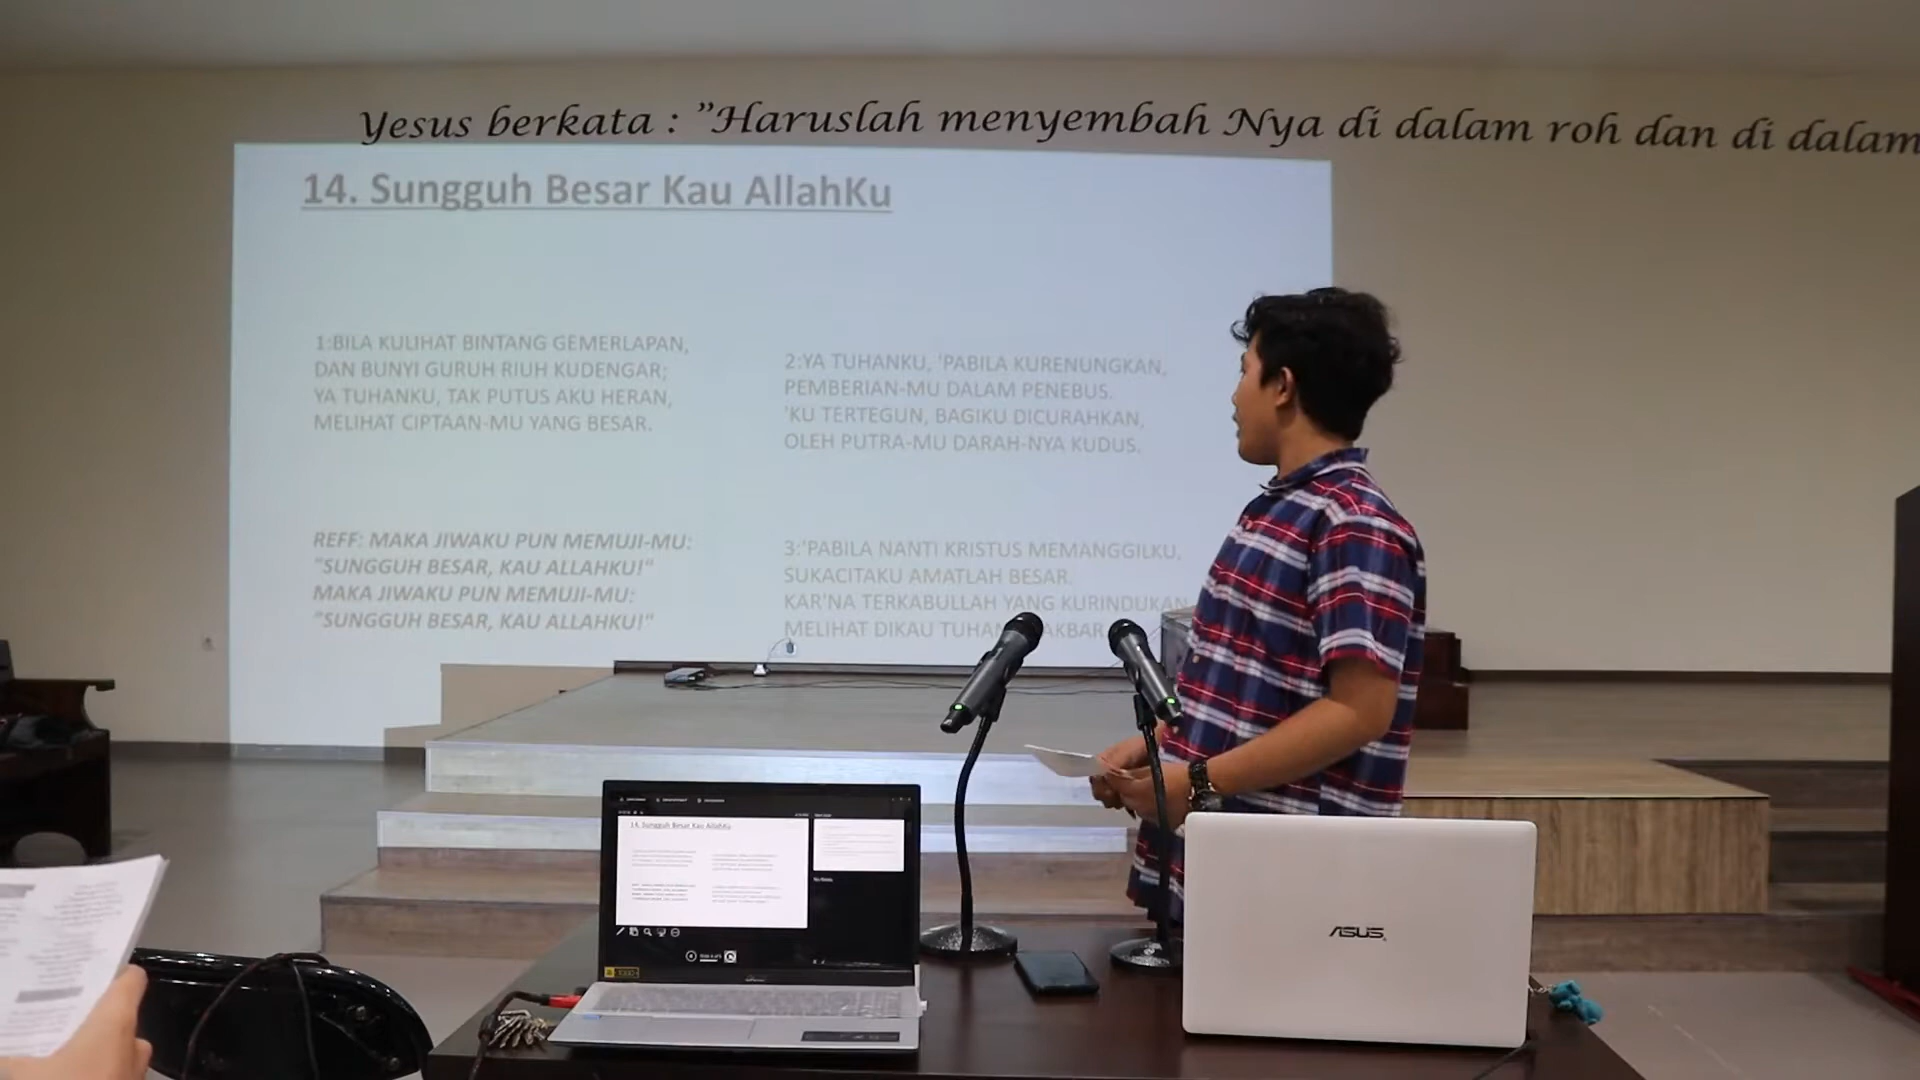 Yesus berkata : "Haruslah menyembah Nya di dalam roh dan di dalam
14. Sungguh Besar Kau AllahKu
1:BILA KULIHAT BINTANG GEMERLAPAN,
DAN BUNYI GURUH RIUH KUDENGAR;
YA TUHANKU, TAK PUTUS AKU HERAN,
MELIHAT CIPTAAN-MU YANG BESAR.
REFF: MAKA JIWAKU PUN MEMUJI-MU:
"SUNGGUH BESAR, KAU ALLAHKU!"
MAKA JIWAKU PUN MEMUJI-MU:
"SUNGGUH BESAR, KAU ALLAHKU!"
2:YA TUHANKU, 'PABILA KURENUNGKAN,
PEMBERIAN-MU DALAM PENEBUS.
'KU TERTEGUN, BAGIKU DICURAHKAN,
OLEH PUTRA-MU DARAH-NYA KUDUS.
3:'PABILA NANTI KRISTUS MEMANGGILKU,
SUKACITAKU AMATLAH BESAR.
KAR'NA TERKABULLAH YANG KURINDUKAN
MELIHAT DIKAU AKBAR
14. Sungguh Besar Kau AllahKu
ASUS